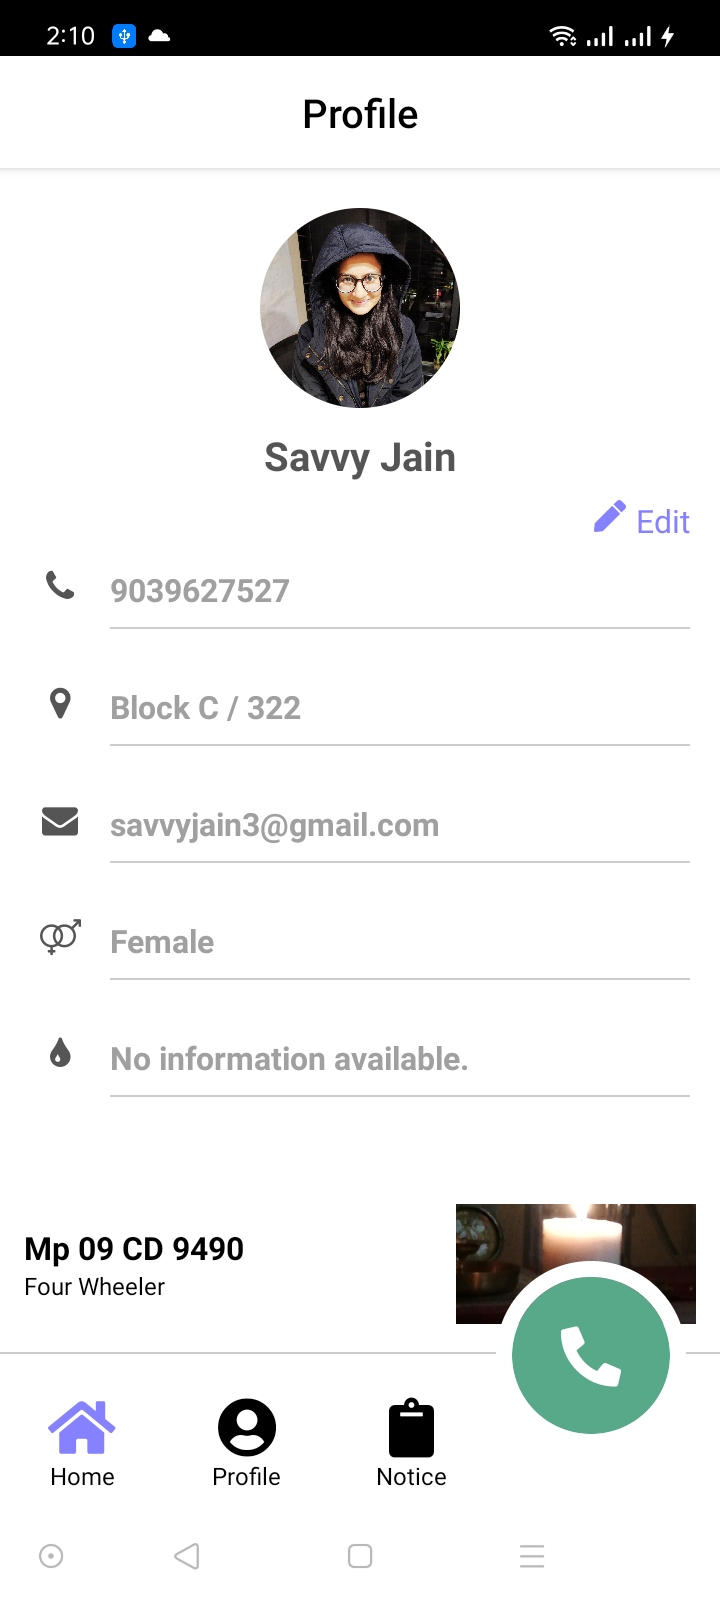 2:10
Profile
Savvy Jain
Edit
9039627527
Block C / 322
savvyjain3@gmail.com
Female
No information available.
Mp 09 CD 9490
Four Wheeler
Home
Profile
Notice